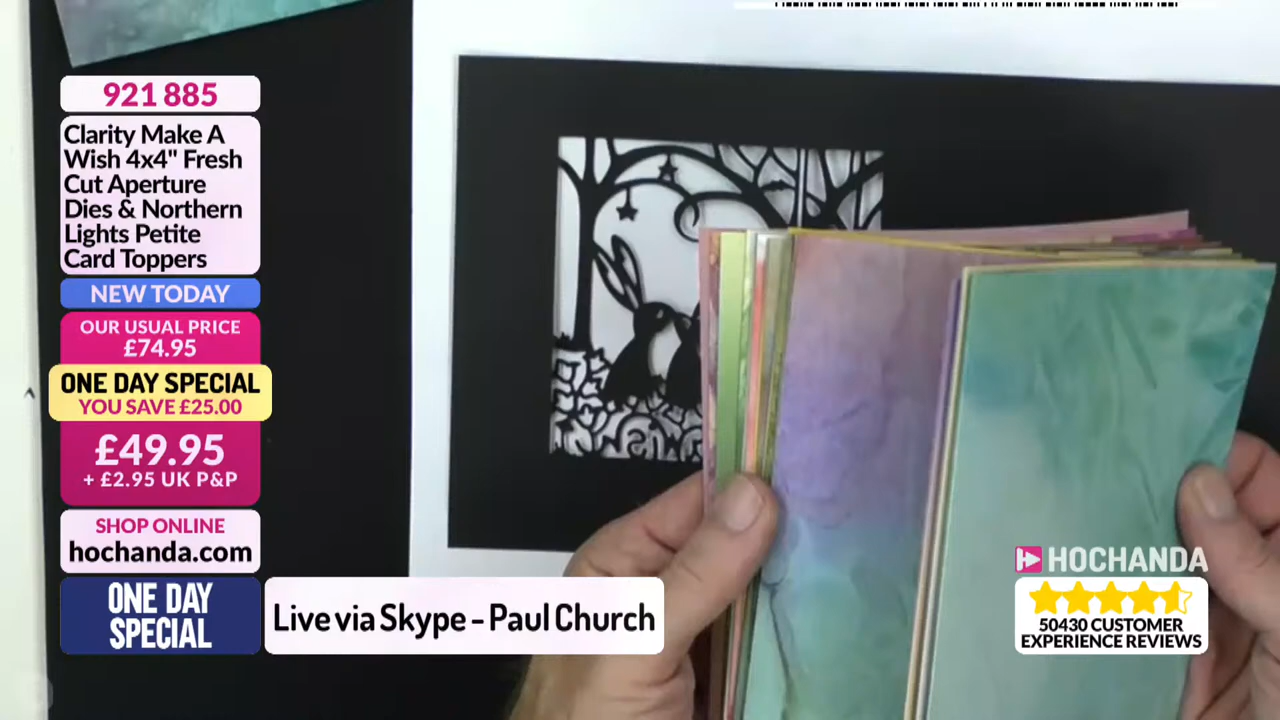 921 885
Clarity Make A
Wish 4x4" Fresh
Cut Aperture
Dies & Northern
Lights Petite
Card Toppers
NEW TODAY
OUR USUAL PRICE
£74.95
ONE DAY SPECIAL
YOU SAVE £25.00
£49.95
+ £2.95 UK P&P
SHOP ONLINE
hochanda.com
ONE DAY
SPECIAL
Live via Skype - Paul Church
HOCHANDA
50430 CUSTOMER
EXPERIENCE REVIEWS